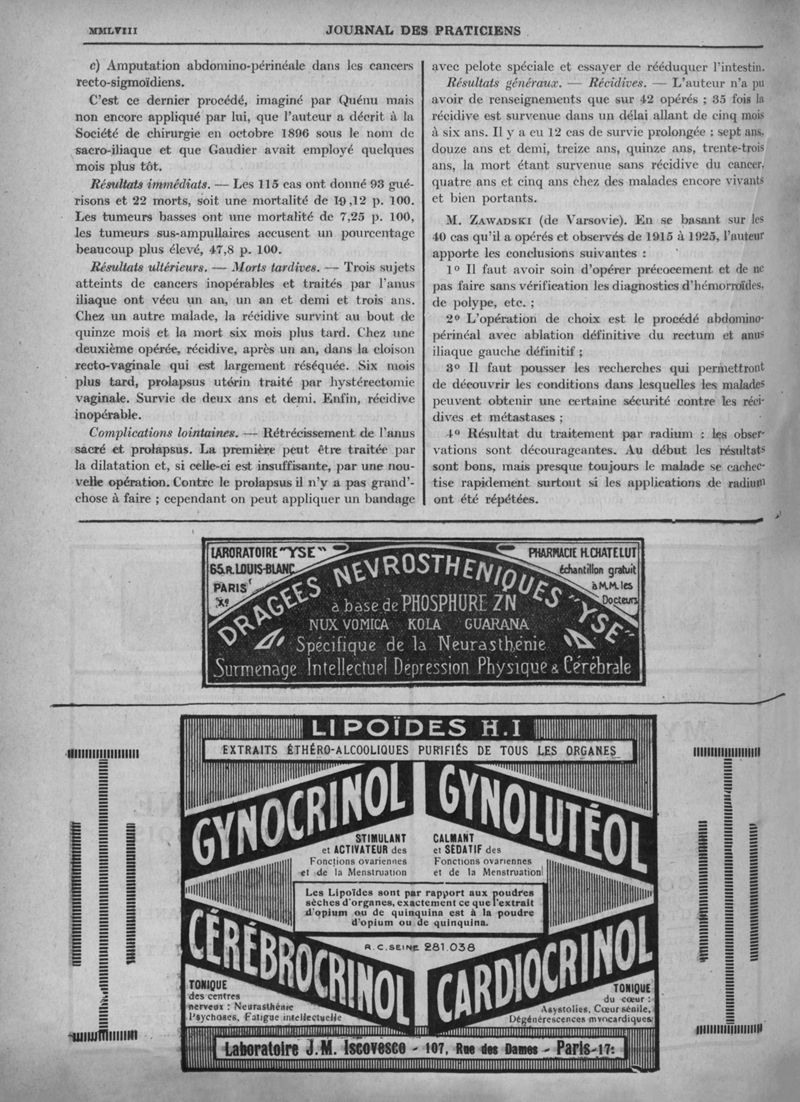 MMLVIII
JOURNAL DES PRATICIENS
c) Amputation abdomino-périnéale dans les cancers
recto-sigmoïdiens.
C'est ce dernier procédé, imaginé par Quénu mais
non encore appliqué par lui, que l'auteur a décrit à la
Société de chirurgie en octobre 1896 sous le nom de
sacro-iliaque et que Gaudier avait employé quelques
mois plus tôt.
Résultats immédiats. — Les 115 cas ont donné 93 gué-
risons et 22 morts, soit une mortalité de 19,12 p. 100.
Les tumeurs basses ont une mortalité de 7,25 p. 100,
les tumeurs sus-ampullaires accusent un pourcentage
beaucoup plus élevé, 47,8 p. 100.
Résultats ultérieurs. — Morts tardives. — Trois sujets
atteints de cancers inopérables et traités par l'anus
iliaque ont vécu un an, un an et demi et trois ans.
Chez un autre malade, la récidive survint au bout de
quinze mois et la mort six mois plus tard. Chez une
deuxième opérée, récidive, après un an, dans la cloison
recto-vaginale qui est largement réséquée. Six mois
plus tard, prolapsus utérin traité par hystérectomie
vaginale. Survie de deux ans et demi. Enfin, récidive
inopérable.
Complications lointaines. — Rétrécissement de l'anus
sacré et prolapsus. La première peut être traitée par
la dilatation et, si celle-ci est insuffisante, par une nou-
velle opération. Contre le prolapsus il n'y a pas grand'-
chose à faire ; cependant on peut appliquer un bandage
avec pelote spéciale et essayer de rééduquer l'intestin.
Résultats généraux. — Récidives. — L'auteur n'a pu
avoir de renseignements que sur 42 opérés ; 35 fois la
récidive est survenue dans un délai allant de cinq mois
à six ans. Il y a eu 12 cas de survie prolongée : sept ans,
douze ans et demi, treize ans, quinze ans, trente-trois
ans, la mort étant survenue sans récidive du cancer,
quatre ans et cinq ans chez des malades encore vivants
et bien portants.
M. ZAWADSKI (de Varsovie). En se basant sur les
40 cas qu'il a opérés et observés de 1915 à 1925, l'auteur
apporte les conclusions suivantes :
1º Il faut avoir soin d'opérer précocement et de ne
pas faire sans vérification les diagnostics d'hémorroïdes,
de polype, etc. ;
2º L'opération de choix est le procédé abdomino-
périnéal avec ablation définitive du rectum et anus
iliaque gauche définitif ;
3º Il faut pousser les recherches qui permettront
de découvrir les conditions dans lesquelles les malades
peuvent obtenir une certaine sécurité contre les réci-
dives et métastases ;
4º Résultat du traitement par radium : les obser-
vations sont décourageantes. Au début les résultats
sont bons, mais presque toujours le malade se cachec-
tise rapidement surtout si les applications de radium
ont été répétées.
LABORATOIRE "YSE"
65.R.LOUIS-BLANC
PARIS
Xº
PHARMACIE H.CHATELUT
échantillon gratuit
à M.M. les
Docteurs
DRAGÉES NEVROSTHENIQUES "YSE"
à base de PHOSPHURE ZN
NUX VOMICA KOLA GUARANA
Spécifique de la Neurasthénie
Surmenage Intellectuel Dépression Physique & Cérébrale
LIPOÏDES H.I
EXTRAITS ÉTHÉRO-ALCOOLIQUES PURIFIÉS DE TOUS LES ORGANES
GYNOCRINOL
STIMULANT
et ACTIVATEUR des
Fonctions ovariennes
et de la Menstruation
GYNOLUTÉOL
CALMANT
et SÉDATIF des
Fonctions ovariennes
et de la Menstruation
Les Lipoïdes sont par rapport aux poudres
sèches d'organes, exactement ce que l'extrait
d'opium ou de quinquina est à la poudre
d'opium ou de quinquina.
R.C. SEINE 281.038
CÉRÉBROCRINOL
TONIQUE
des centres
nerveux : Neurasthénie
Psychoses, Fatigue intellectuelle
CARDIOCRINOL
TONIQUE
du cœur :
Asystolies, Cœur sénile,
Dégénérescences myocardiques
Laboratoire J.M. Iscovesco - 107, Rue des Dames - Paris-17ᵉ